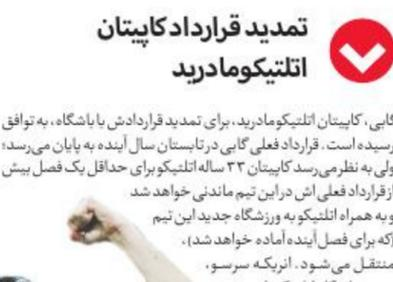 تمدید قرارداد کاپیتان
اتلتیکومادرید
گابی، کاپیتان اتلتیکومادرید، برای تمدید قراردادش با باشگاه، به توافق
رسیده است. قرارداد فعلی گابی در تابستان سال آینده به پایان می‌رسد؛
ولی به نظر می‌رسد کاپیتان ۳۳ ساله اتلتیکو برای حداقل یک فصل بیش
از قرارداد فعلی اش در این تیم ماندنی خواهد شد
و به همراه اتلتیکو به ورزشگاه جدید این تیم
(که برای فصل آینده آماده خواهد شد)،
منتقل می‌شود. انریکه سرسو،